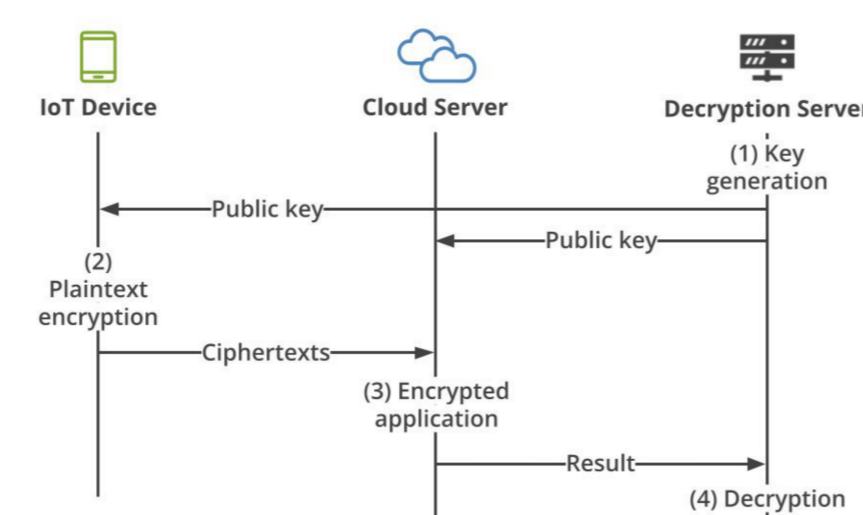 IoT Device
Cloud Server
Decryption Server
(1) Key
generation
Public key
Public key
(2)
Plaintext
encryption
Ciphertexts
(3) Encrypted
application
Result
(4) Decryption